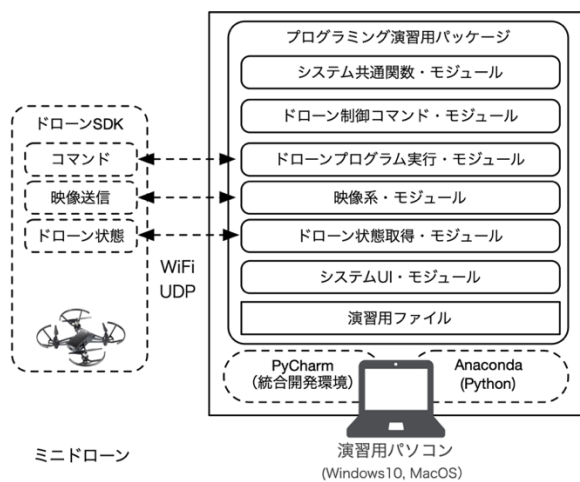 プログラミング演習用パッケージ
システム共通関数・モジュール
ドローン制御コマンド・モジュール
ドローンプログラム実行・モジュール
映像系・モジュール
ドローン状態取得・モジュール
システムUI・モジュール
演習用ファイル
ドローンSDK
コマンド
映像送信
ドローン状態
WiFi
UDP
PyCharm
(統合開発環境)
Anaconda
(Python)
ミニドローン
演習用パソコン
(Windows10, MacOS)